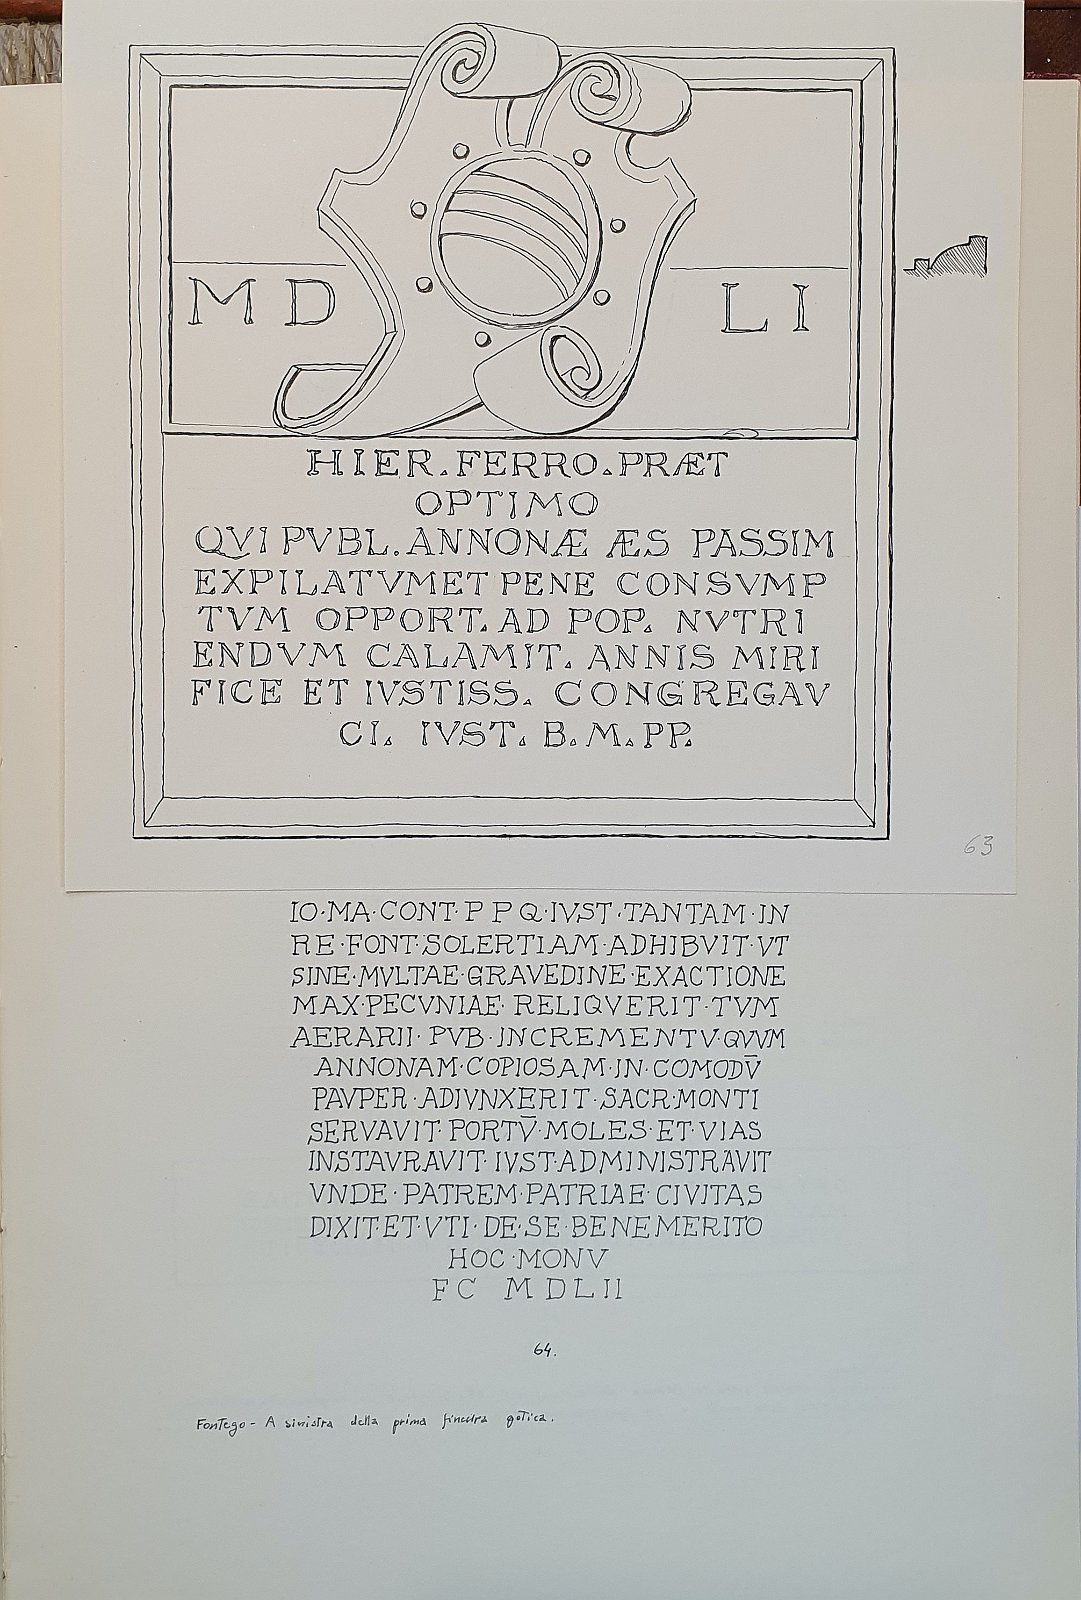 MD LI
HIER. FERRO. PRÆT
OPTIMO
QVI PVBL. ANNONÆ ÆS PASSIM
EXPILATVMET PENE CONSVMP
TVM OPPORT. AD POP. NVTRI
ENDVM CALAMIT. ANNIS MIRI
FICE ET IVSTISS. CONGREGAV
CI. IVST. B. M. PP.
63
IO·MA·CONT·P P Q·IVST·TANTAM·IN
RE·FONT·SOLERTIAM·ADHIBVIT·VT
SINE·MVLTAE·GRAVEDINE·EXACTIONE
MAX·PECVNIAE·RELIQVERIT·TVM
AERARII·PVB·INCREMENTV·QVVM
ANNONAM·COPIOSAM·IN·COMODV̄
PAVPER·ADIVNXERIT·SACR·MONTI
SERVAVIT·PORTV̄·MOLES·ET·VIAS
INSTAVRAVIT·IVST·ADMINISTRAVIT
VNDE·PATREM·PATRIAE·CIVITAS
DIXIT·ET·VTI·DE·SE·BENEMERITO
HOC·MONV
FC MDLII
64.
Fontego - A sinistra della prima finestra gotica.